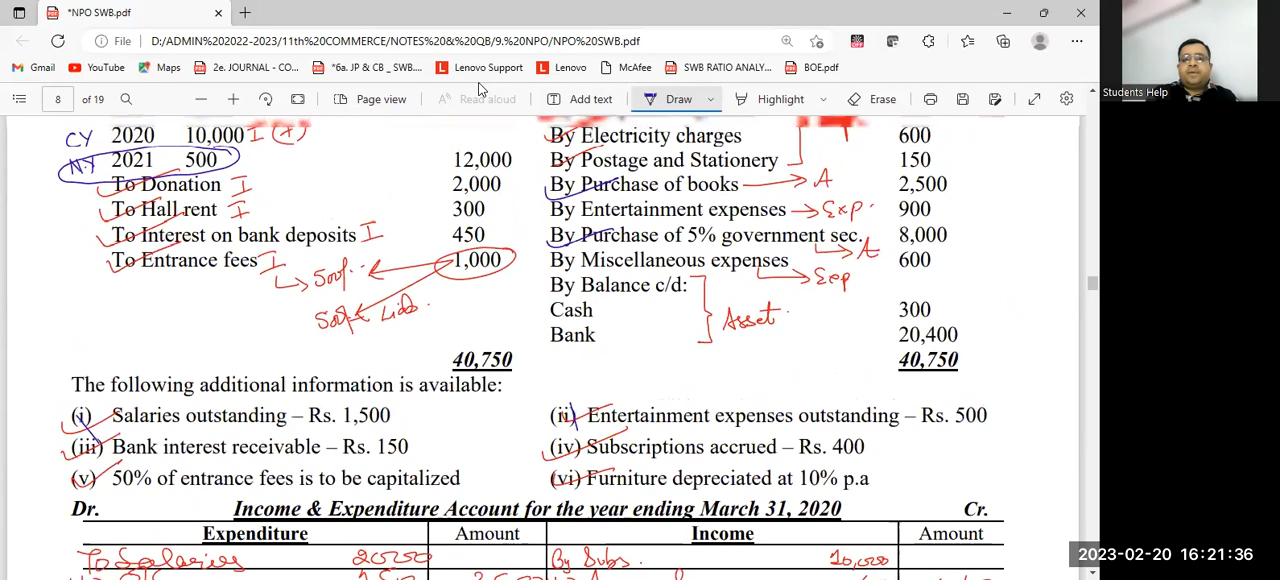 *NPO SWB.pdf
File D:/ADMIN%202022-2023/11th%20COMMERCE/NOTES%20&%20QB/9.%20NPO/NPO%20SWB.pdf
Gmail YouTube Maps 2e. JOURNAL - CO... *6a. JP & CB _ SWB.... Lenovo Support Lenovo McAfee SWB RATIO ANALY... BOE.pdf
8 of 19 Page view Read aloud Add text Draw Highlight Erase
Students Help
CY 2020 10,000 I (+)
N.Y 2021 500 12,000
To Donation I 2,000
To Hall rent I 300
To Interest on bank deposits I 450
To Entrance fees I 1,000
50%
50% Liab.
40,750
By Electricity charges 600
By Postage and Stationery 150
By Purchase of books A 2,500
By Entertainment expenses Exp. 900
By Purchase of 5% government sec. 8,000
A
By Miscellaneous expenses 600
Exp
By Balance c/d:
Cash 300
Asset
Bank 20,400
40,750
The following additional information is available:
(i) Salaries outstanding – Rs. 1,500 (ii) Entertainment expenses outstanding – Rs. 500
(iii) Bank interest receivable – Rs. 150 (iv) Subscriptions accrued – Rs. 400
(v) 50% of entrance fees is to be capitalized (vi) Furniture depreciated at 10% p.a
Dr. Income & Expenditure Account for the year ending March 31, 2020 Cr.
Expenditure Amount Income Amount
To Salaries By Subs. 10,000
2023-02-20 16:21:36